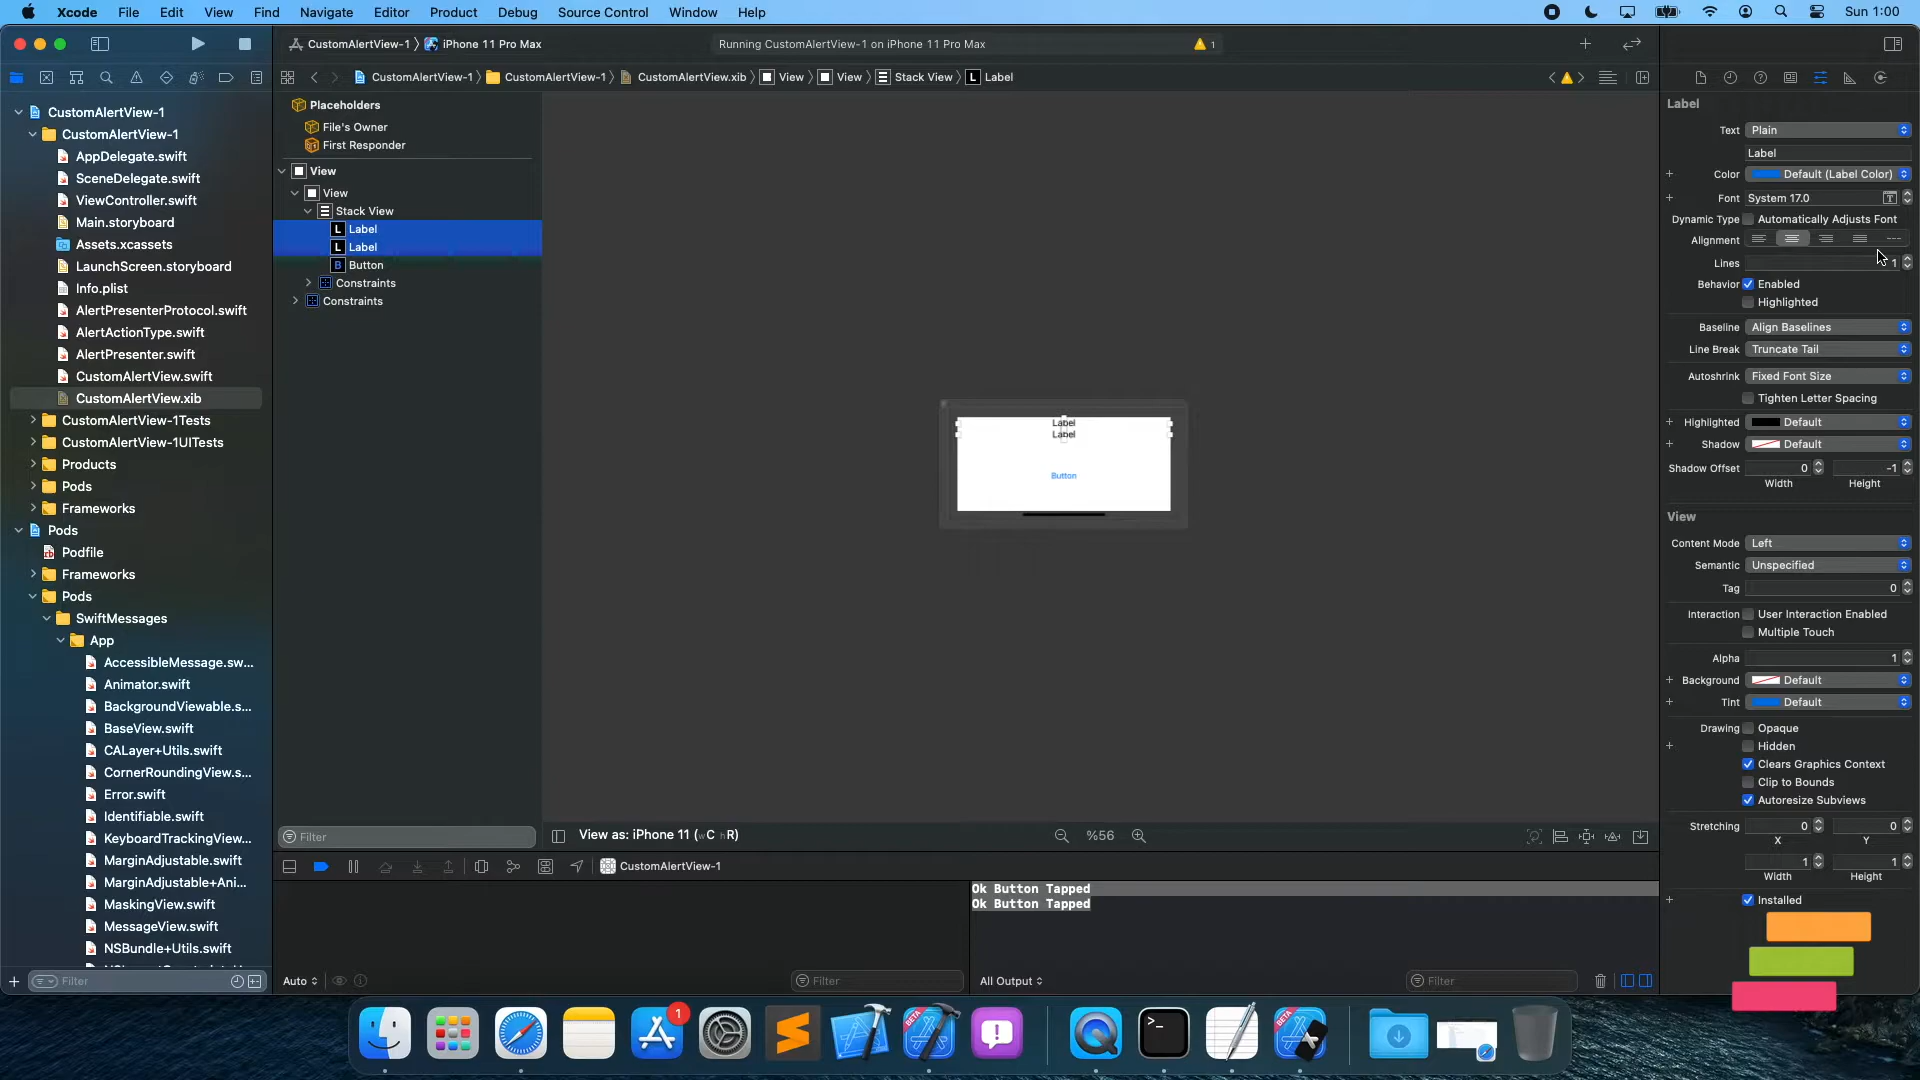 Xcode File Edit View Find Navigate Editor Product Debug Source Control Window Help Sun 1:00
CustomAlertView-1 iPhone 11 Pro Max Running CustomAlertView-1 on iPhone 11 Pro Max 1
CustomAlertView-1 CustomAlertView-1 CustomAlertView.xib View View Stack View L Label
CustomAlertView-1
CustomAlertView-1
AppDelegate.swift
SceneDelegate.swift
ViewController.swift
Main.storyboard
Assets.xcassets
LaunchScreen.storyboard
Info.plist
AlertPresenterProtocol.swift
AlertActionType.swift
AlertPresenter.swift
CustomAlertView.swift
CustomAlertView.xib
CustomAlertView-1Tests
CustomAlertView-1UITests
Products
Pods
Frameworks
Pods
Podfile
Frameworks
Pods
SwiftMessages
App
AccessibleMessage.sw...
Animator.swift
BackgroundViewable.s...
BaseView.swift
CALayer+Utils.swift
CornerRoundingView.s...
Error.swift
Identifiable.swift
KeyboardTrackingView...
MarginAdjustable.swift
MarginAdjustable+Ani...
MaskingView.swift
MessageView.swift
NSBundle+Utils.swift
Filter
Placeholders
File's Owner
First Responder
View
View
Stack View
L Label
L Label
B Button
Constraints
Constraints
Filter
Label
Label
Button
View as: iPhone 11 (wC hR)
%56
CustomAlertView-1
Ok Button Tapped
Ok Button Tapped
Auto
Filter
All Output
Filter
Label
Text Plain
Label
Color Default (Label Color)
Font System 17.0
Dynamic Type Automatically Adjusts Font
Alignment
Lines 1
Behavior Enabled
Highlighted
Baseline Align Baselines
Line Break Truncate Tail
Autoshrink Fixed Font Size
Tighten Letter Spacing
Highlighted Default
Shadow Default
Shadow Offset 0 -1
Width Height
View
Content Mode Left
Semantic Unspecified
Tag 0
Interaction User Interaction Enabled
Multiple Touch
Alpha 1
Background Default
Tint Default
Drawing Opaque
Hidden
Clears Graphics Context
Clip to Bounds
Autoresize Subviews
Stretching 0 0
X Y
1 1
Width Height
Installed
1
BETA
BETA